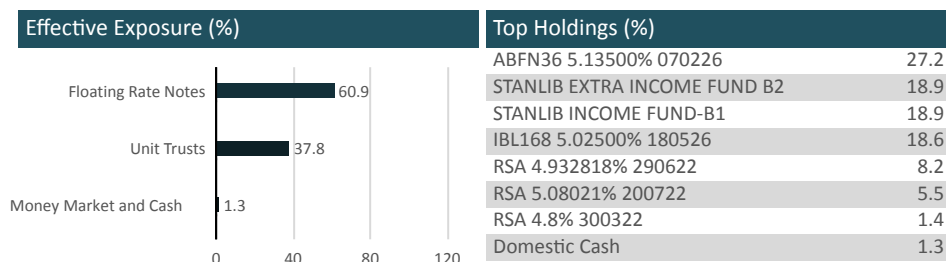 Effective Exposure (%)
Floating Rate Notes 60.9
Unit Trusts 37.8
Money Market and Cash 1.3
0 40 80 120
Top Holdings (%)
ABFN36 5.13500% 070226 27.2
STANLIB EXTRA INCOME FUND B2 18.9
STANLIB INCOME FUND-B1 18.9
IBL168 5.02500% 180526 18.6
RSA 4.932818% 290622 8.2
RSA 5.08021% 200722 5.5
RSA 4.8% 300322 1.4
Domestic Cash 1.3